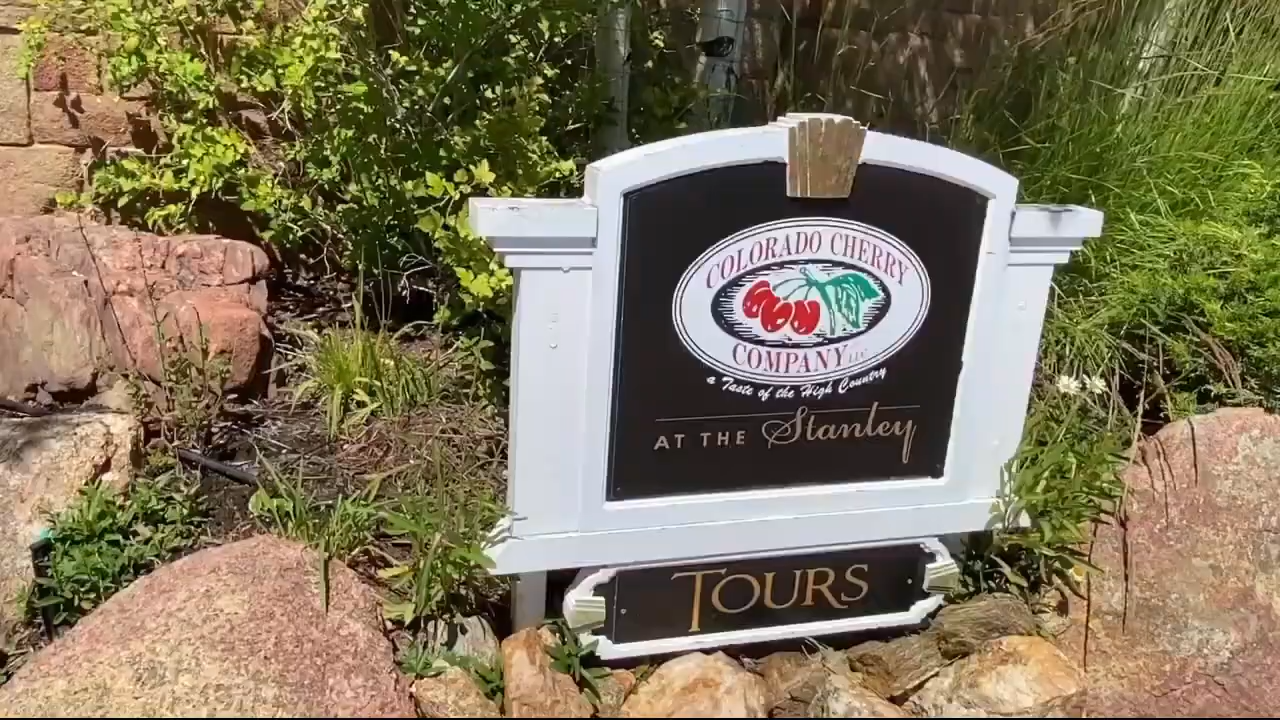 COLORADO CHERRY
COMPANY LLC
a Taste of the High Country
AT THE Stanley
TOURS